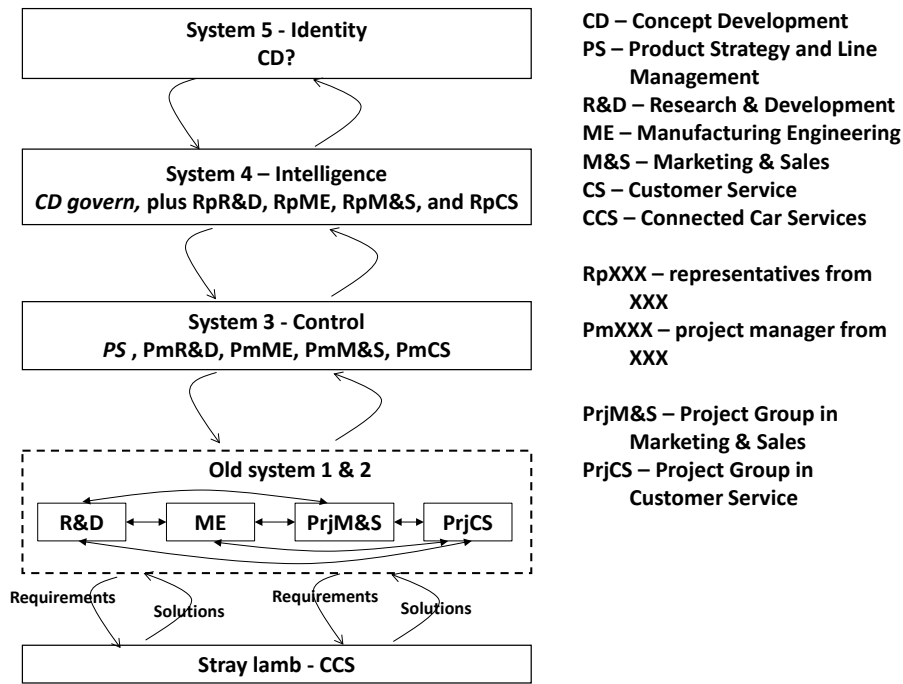 System 5 - Identity
CD?
System 4 – Intelligence
CD govern, plus RpR&D, RpME, RpM&S, and RpCS
System 3 - Control
PS , PmR&D, PmME, PmM&S, PmCS
Old system 1 & 2
R&D
ME
PrjM&S
PrjCS
Requirements
Solutions
Requirements
Solutions
Stray lamb - CCS
CD – Concept Development
PS – Product Strategy and Line
Management
R&D – Research & Development
ME – Manufacturing Engineering
M&S – Marketing & Sales
CS – Customer Service
CCS – Connected Car Services
RpXXX – representatives from
XXX
PmXXX – project manager from
XXX
PrjM&S – Project Group in
Marketing & Sales
PrjCS – Project Group in
Customer Service